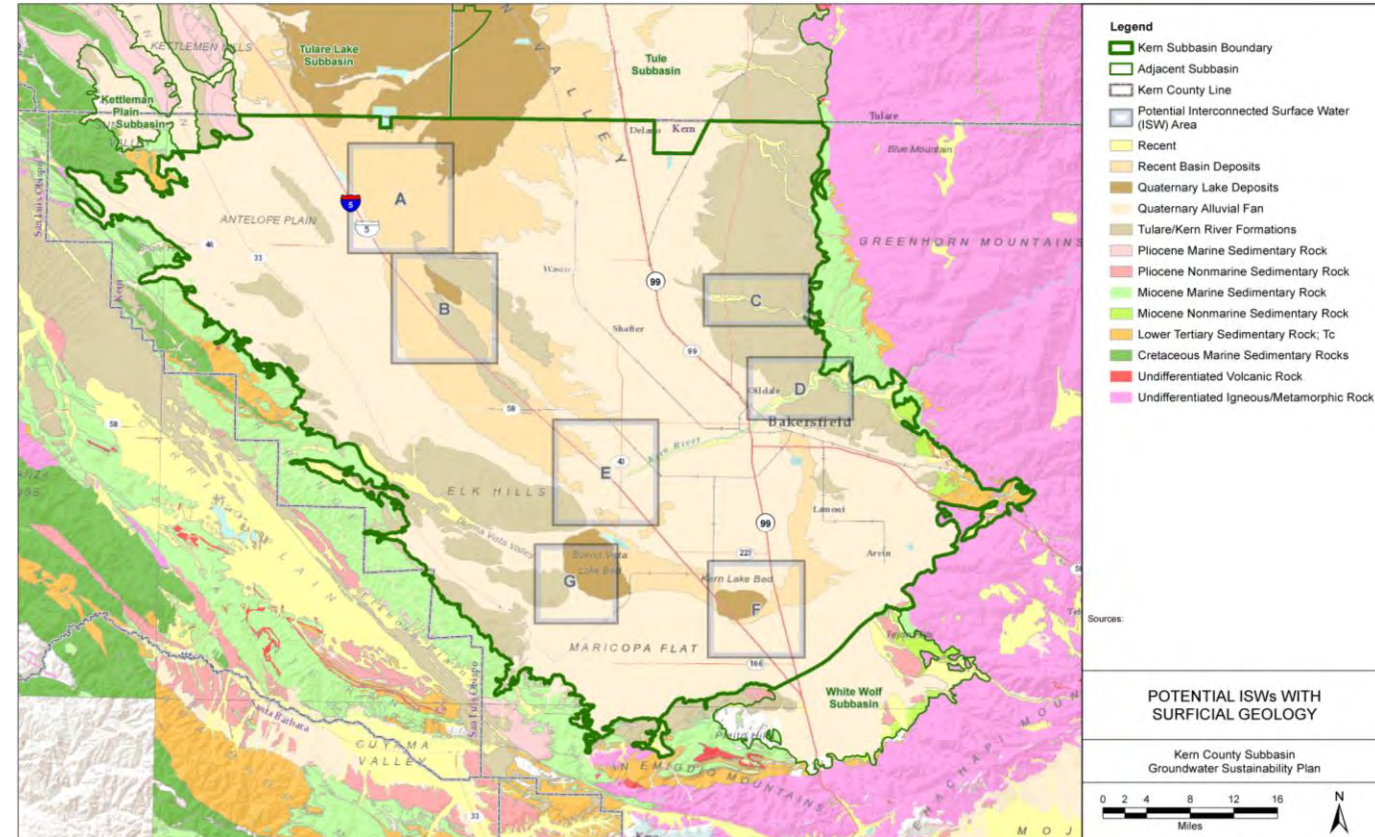 KETTLEMEN HILLS
Tulare Lake
Subbasin
VALLEY
Tule
Subbasin
Kettleman
Plain
Subbasin
Delano
Kern
Tulare
Blue Mountain
San Luis Obispo
Kern
ANTELOPE PLAIN
A
5
5
46
33
GREENHORN MOUNTAINS
Wasco
99
C
B
Shafter
99
Oildale
D
58
Bakersfield
Kern River
58
E
43
ELK HILLS
Buena Vista Valley
99
Lamont
Arvin
223
Buena Vista
Lake Bed
Kern Lake Bed
G
F
MARICOPA FLAT
166
White Wolf
Subbasin
San Luis Obispo
Santa Barbara
CUYAMA
VALLEY
33
Legend
Kern Subbasin Boundary
Adjacent Subbasin
Kern County Line
Potential Interconnected Surface Water
(ISW) Area
Recent
Recent Basin Deposits
Quaternary Lake Deposits
Quaternary Alluvial Fan
Tulare/Kern River Formations
Pliocene Marine Sedimentary Rock
Pliocene Nonmarine Sedimentary Rock
Miocene Marine Sedimentary Rock
Miocene Nonmarine Sedimentary Rock
Lower Tertiary Sedimentary Rock; Tc
Cretaceous Marine Sedimentary Rocks
Undifferentiated Volcanic Rock
Undifferentiated Igneous/Metamorphic Rock
Sources:
POTENTIAL ISWs WITH
SURFICIAL GEOLOGY
Kern County Subbasin
Groundwater Sustainability Plan
0 2 4 8 12 16
Miles
N